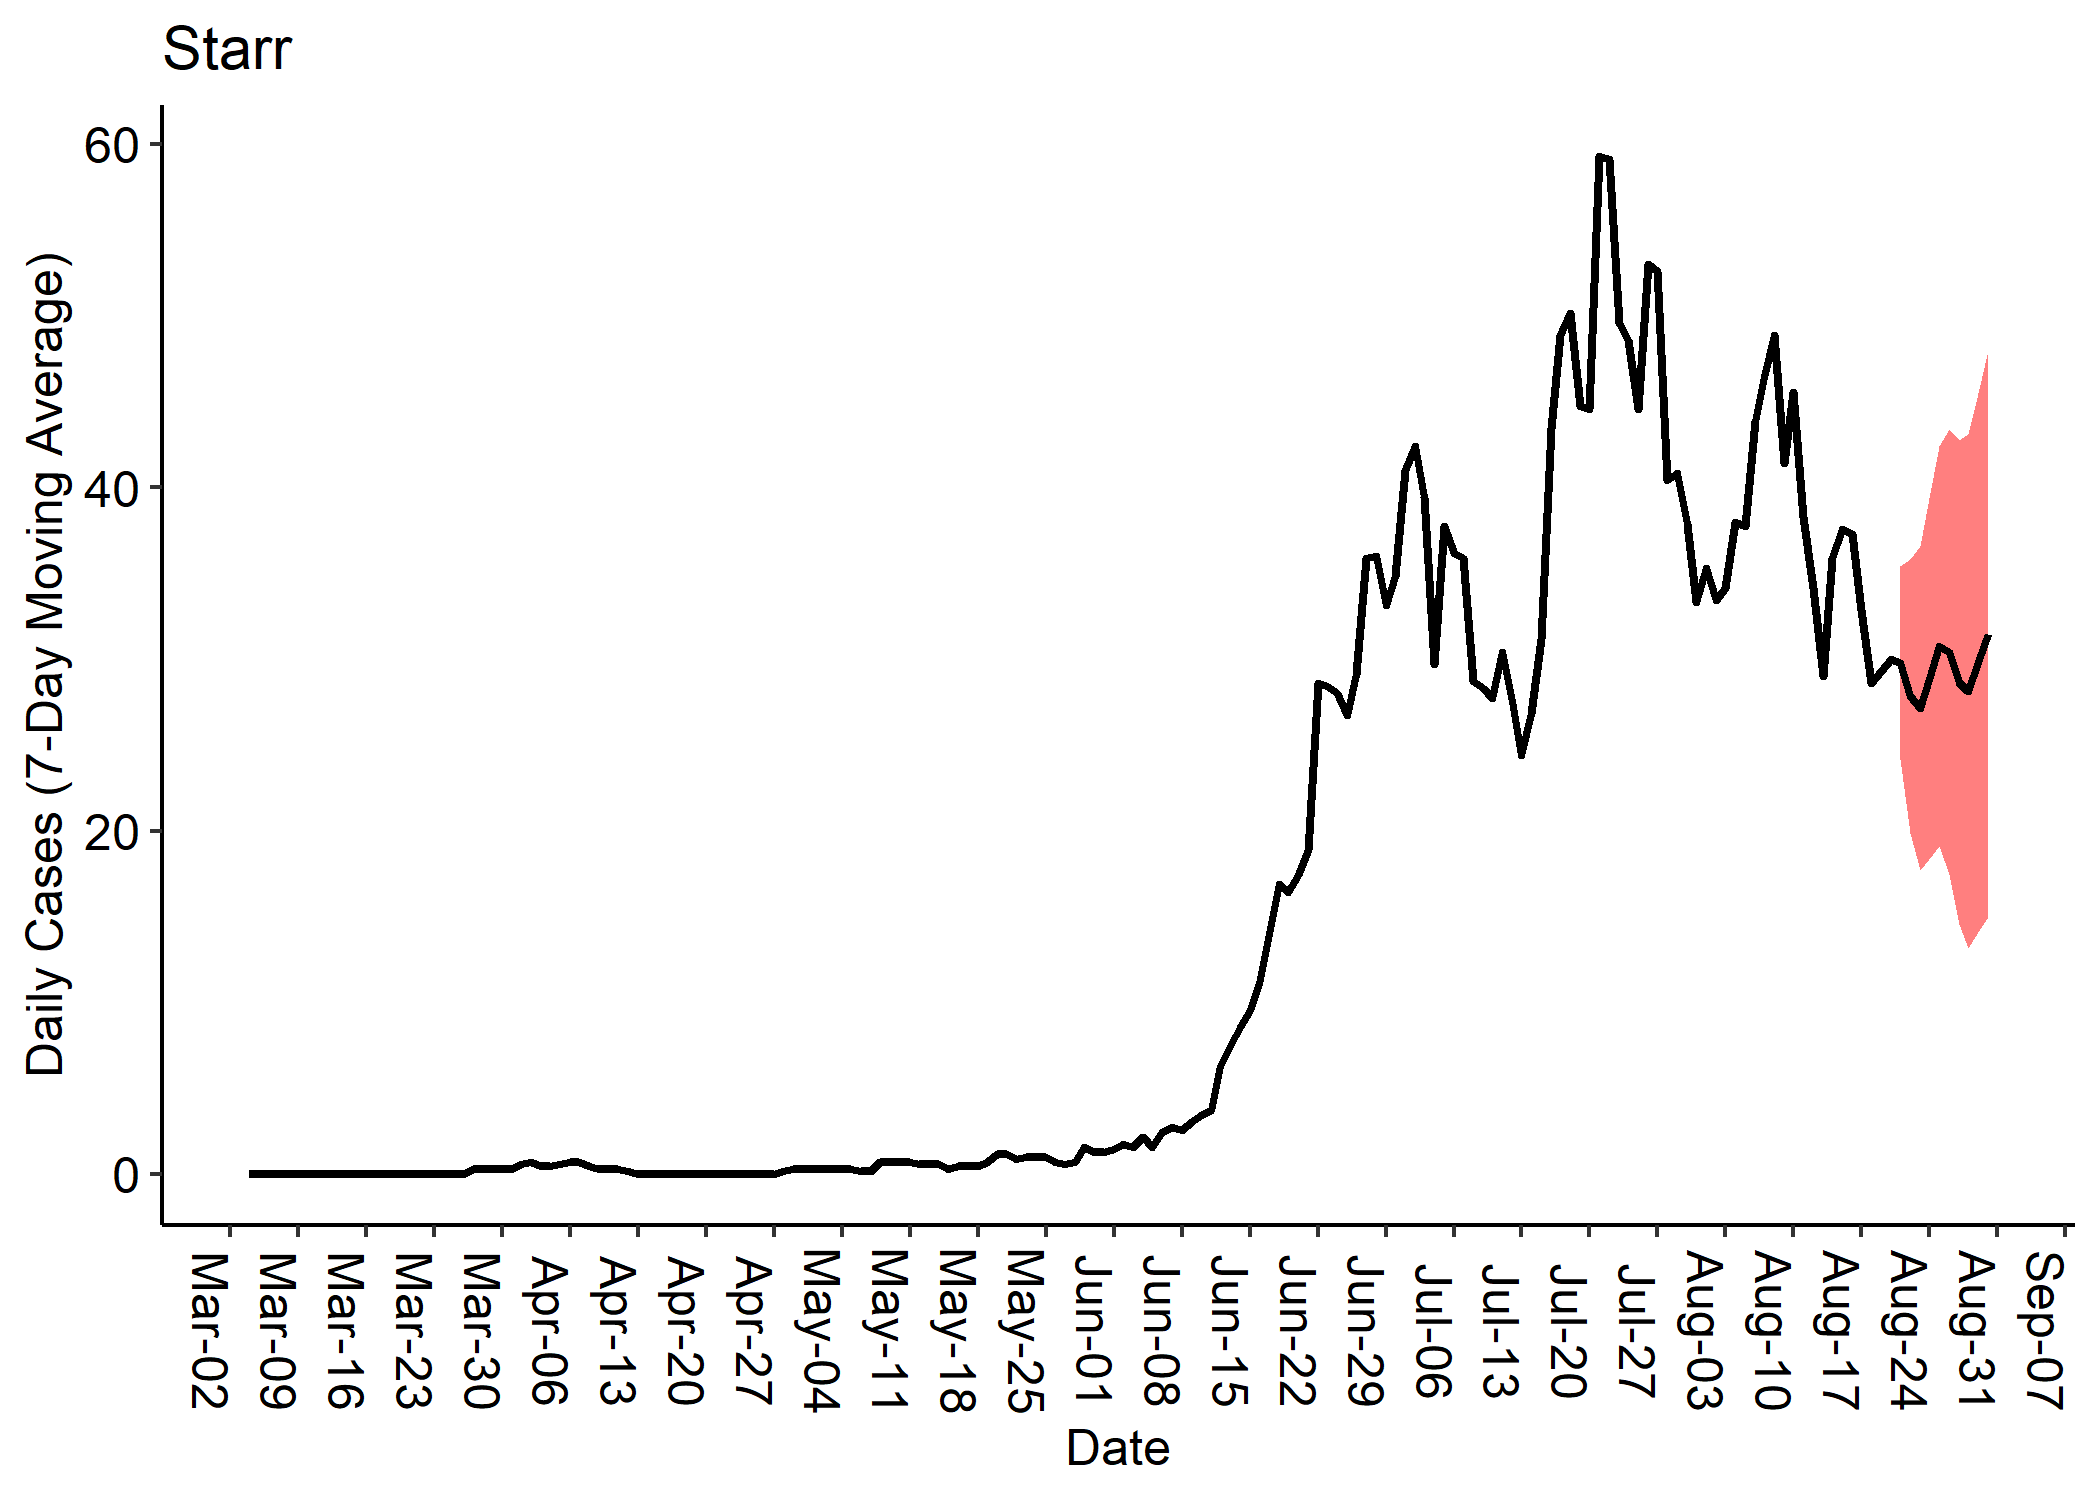 Starr
Daily Cases (7-Day Moving Average)
60
40
20
0
Mar-02
Mar-09
Mar-16
Mar-23
Mar-30
Apr-06
Apr-13
Apr-20
Apr-27
May-04
May-11
May-18
May-25
Jun-01
Jun-08
Jun-15
Jun-22
Jun-29
Jul-06
Jul-13
Jul-20
Jul-27
Aug-03
Aug-10
Aug-17
Aug-24
Aug-31
Sep-07
Date